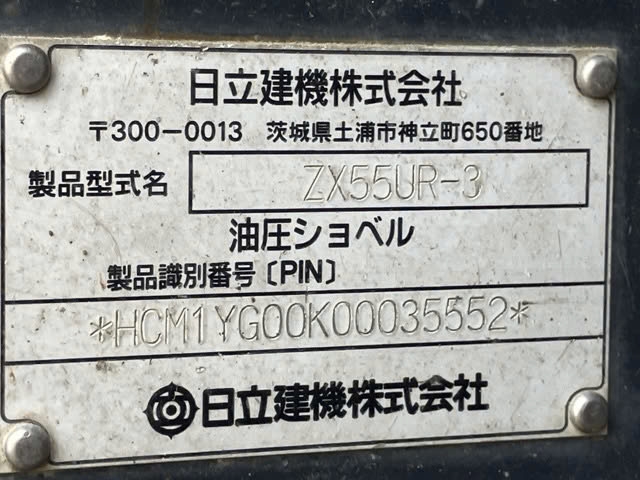 日立建機株式会社
〒300-0013 茨城県土浦市神立町650番地
製品型式名 ZX55UR-3
油圧ショベル
製品識別番号〔PIN〕
*HCM1YG00K00035552*
日立建機株式会社